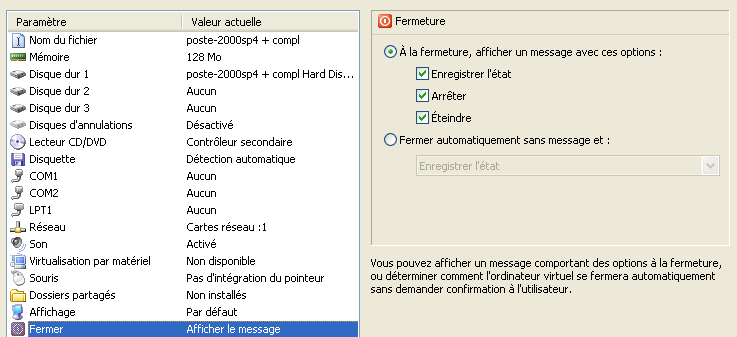 Paramètre Valeur actuelle
Nom du fichier poste-2000sp4 + compl
Mémoire 128 Mo
Disque dur 1 poste-2000sp4 + compl Hard Dis...
Disque dur 2 Aucun
Disque dur 3 Aucun
Disques d'annulations Désactivé
Lecteur CD/DVD Contrôleur secondaire
Disquette Détection automatique
COM1 Aucun
COM2 Aucun
LPT1 Aucun
Réseau Cartes réseau :1
Son Activé
Virtualisation par matériel Non disponible
Souris Pas d'intégration du pointeur
Dossiers partagés Non installés
Affichage Par défaut
Fermer Afficher le message
Fermeture
À la fermeture, afficher un message avec ces options :
Enregistrer l'état
Arrêter
Éteindre
Fermer automatiquement sans message et :
Enregistrer l'état
Vous pouvez afficher un message comportant des options à la fermeture,
ou déterminer comment l'ordinateur virtuel se fermera automatiquement
sans demander confirmation à l'utilisateur.